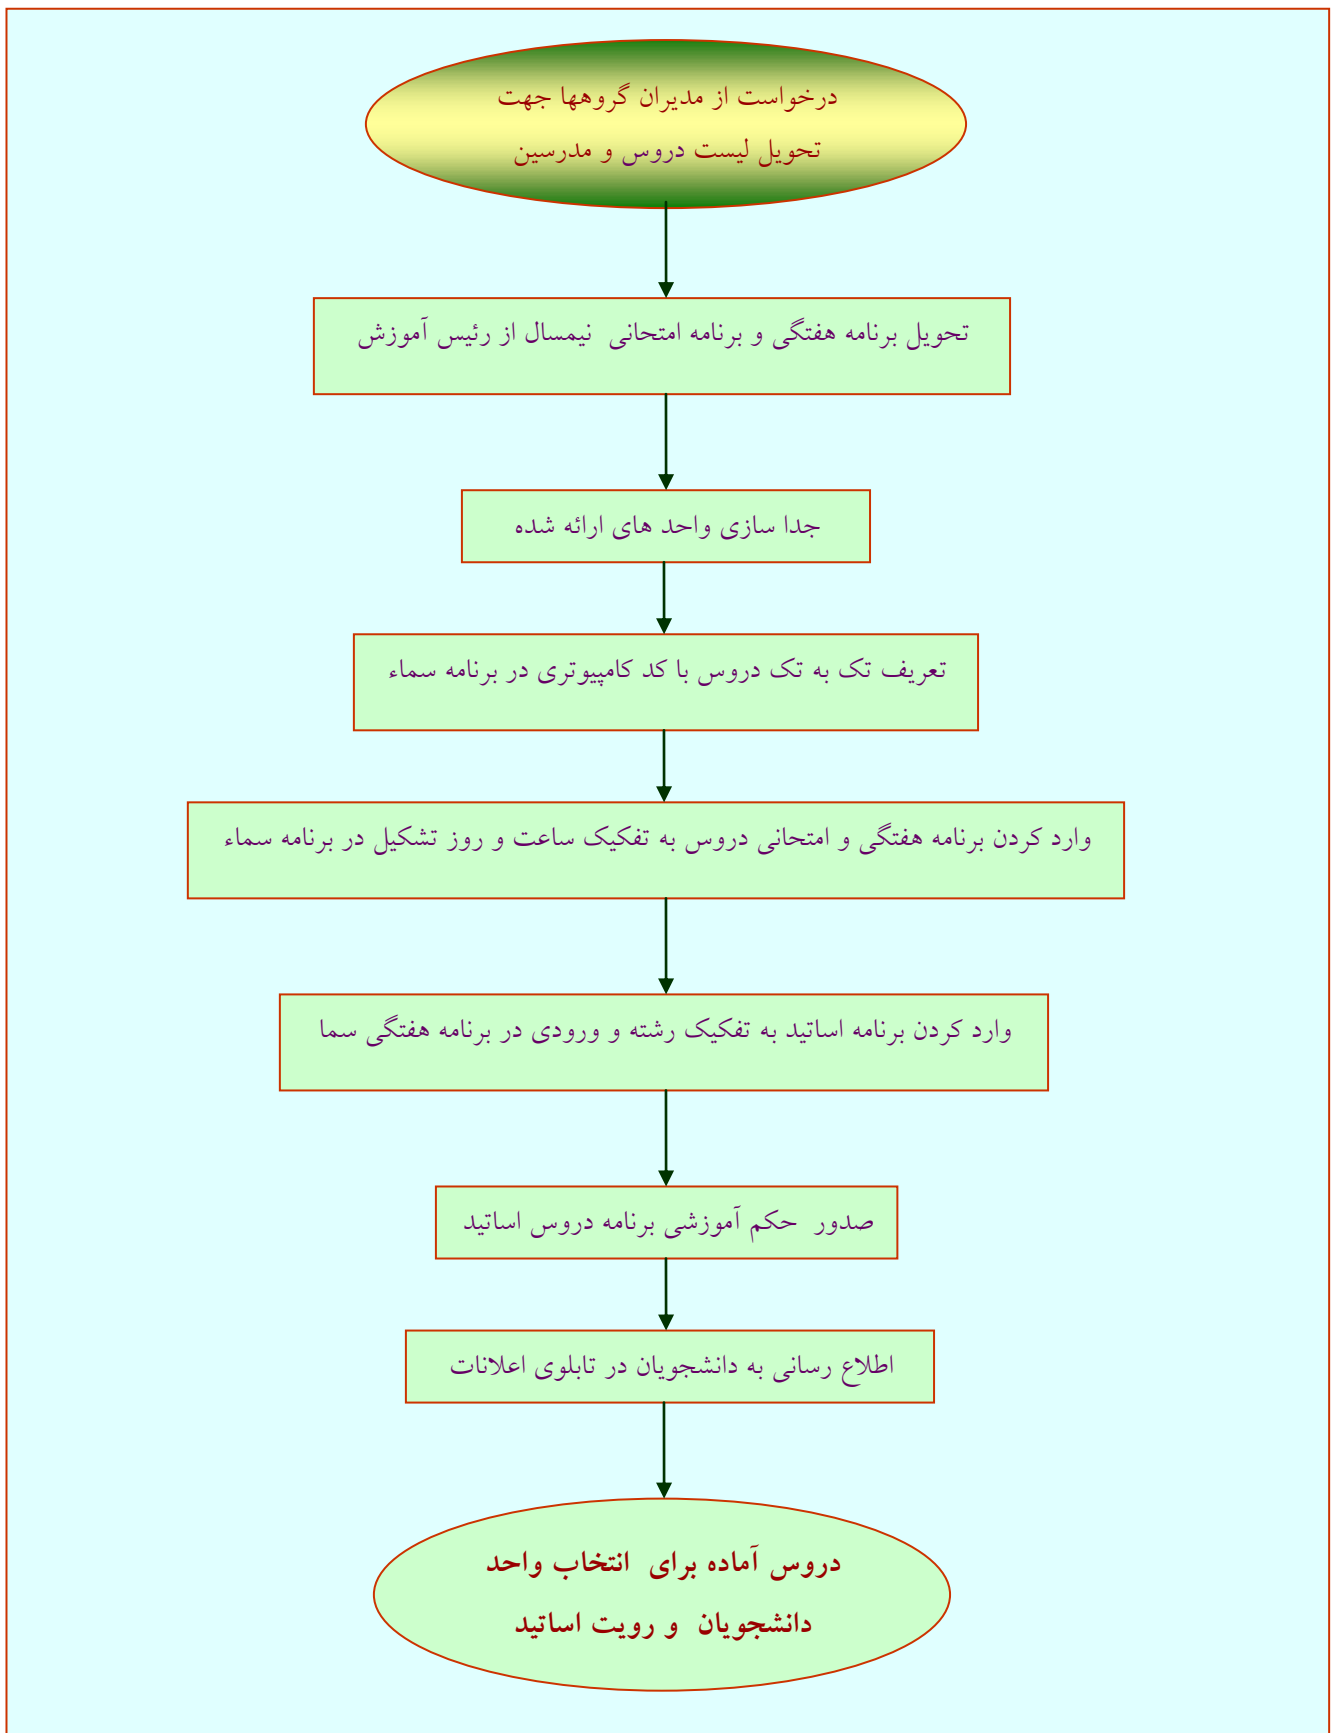 درخواست از مدیران گروهها جهت
تحویل لیست دروس و مدرسین
تحویل برنامه هفتگی و برنامه امتحانی نیمسال از رئیس آموزش
جدا سازی واحد های ارائه شده
تعریف تک به تک دروس با کد کامپیوتری در برنامه سماء
وارد کردن برنامه هفتگی و امتحانی دروس به تفکیک ساعت و روز تشکیل در برنامه سماء
وارد کردن برنامه اساتید به تفکیک رشته و ورودی در برنامه هفتگی سما
صدور حکم آموزشی برنامه دروس اساتید
اطلاع رسانی به دانشجویان در تابلوی اعلانات
دروس آماده برای انتخاب واحد
دانشجویان و رویت اساتید